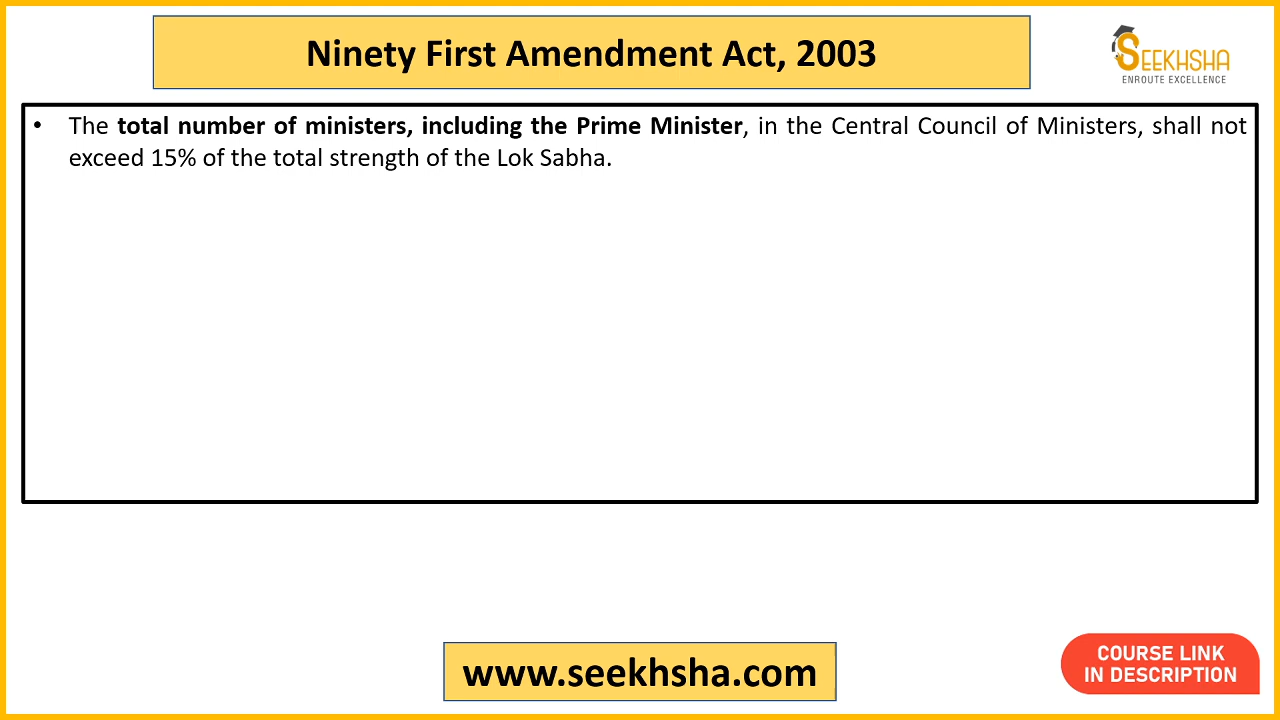 Ninety First Amendment Act, 2003
SEEKHSHA
ENROUTE EXCELLENCE
• The total number of ministers, including the Prime Minister, in the Central Council of Ministers, shall not
exceed 15% of the total strength of the Lok Sabha.
www.seekhsha.com
COURSE LINK
IN DESCRIPTION